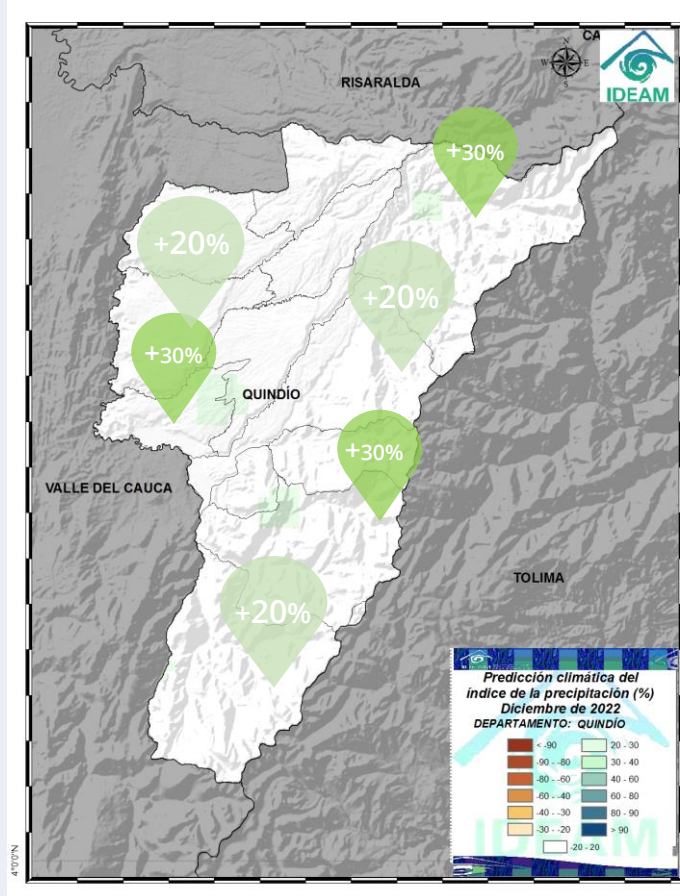 CA
N
W E
S
IDEAM
RISARALDA
+30%
+20%
+20%
+30%
QUINDÍO
+30%
VALLE DEL CAUCA
TOLIMA
+20%
Predicción climática del
índice de la precipitación (%)
Diciembre de 2022
DEPARTAMENTO: QUINDÍO
< -90 20 - 30
-90 - -80 30 - 40
-80 - -60 40 - 60
-60 - -40 60 - 80
-40 - -30 80 - 90
-30 - -20 > 90
-20 - 20
IDEAM
4°0'0"N